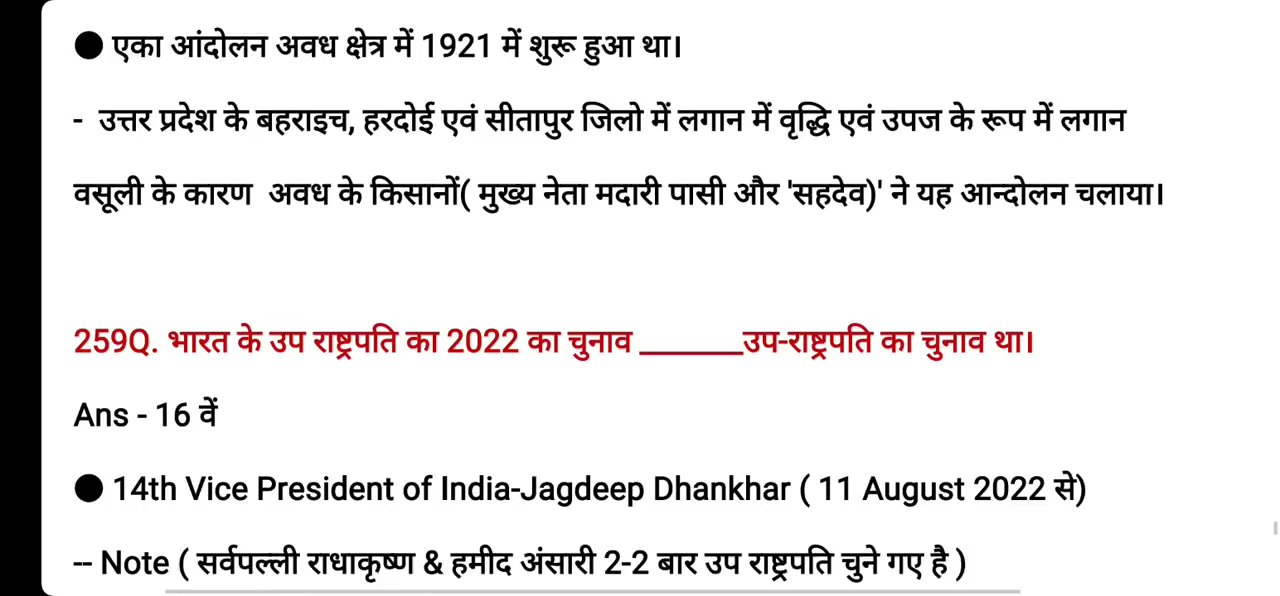 ● एका आंदोलन अवध क्षेत्र में 1921 में शुरू हुआ था।
- उत्तर प्रदेश के बहराइच, हरदोई एवं सीतापुर जिलो में लगान में वृद्धि एवं उपज के रूप में लगान
वसूली के कारण अवध के किसानों( मुख्य नेता मदारी पासी और 'सहदेव)' ने यह आन्दोलन चलाया।
259Q. भारत के उप राष्ट्रपति का 2022 का चुनाव ______उप-राष्ट्रपति का चुनाव था।
Ans - 16 वें
● 14th Vice President of India-Jagdeep Dhankhar ( 11 August 2022 से)
-- Note ( सर्वपल्ली राधाकृष्ण & हमीद अंसारी 2-2 बार उप राष्ट्रपति चुने गए है )